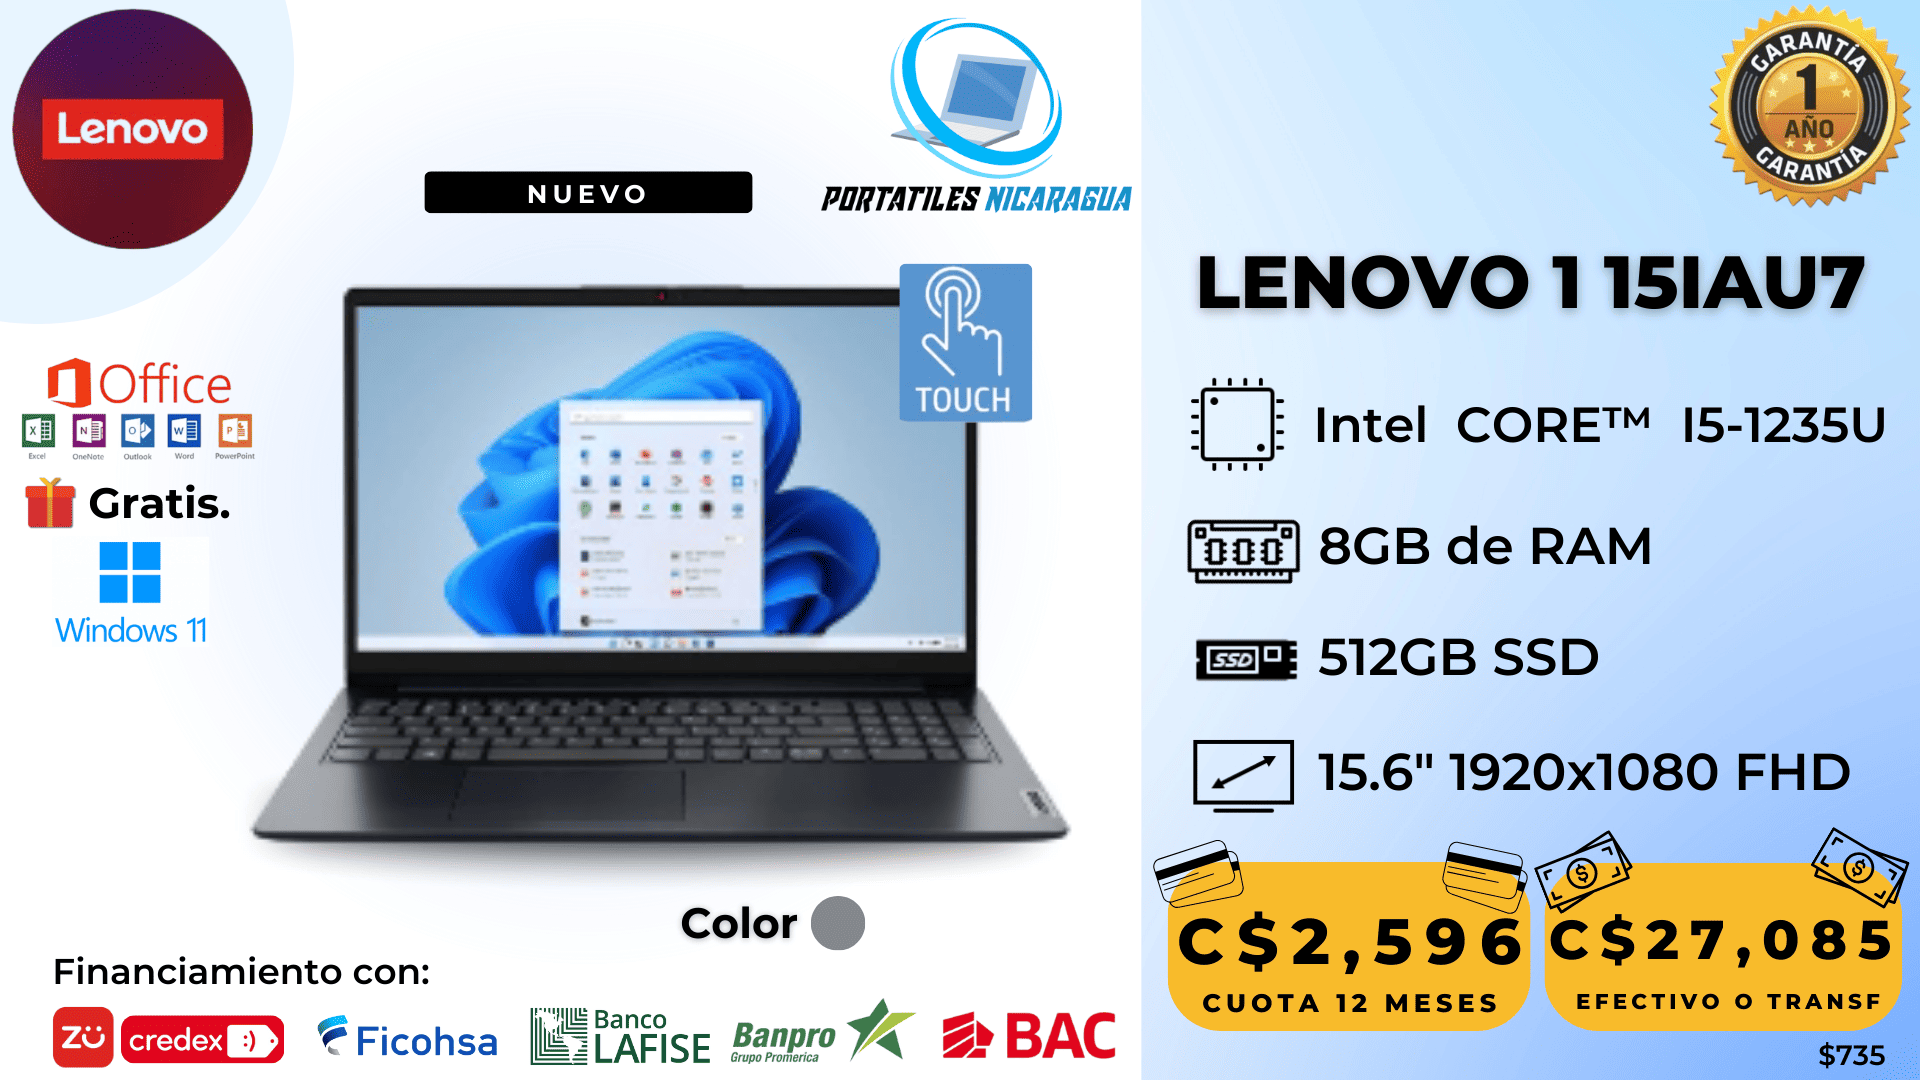 Lenovo
NUEVO
PORTATILES NICARAGUA
GARANTÍA
1
AÑO
GARANTÍA
TOUCH
Office
Excel OneNote Outlook Word PowerPoint
Gratis.
Windows 11
LENOVO 1 15IAU7
Intel CORE™ I5-1235U
8GB de RAM
SSD
512GB SSD
15.6" 1920x1080 FHD
Color
Financiamiento con:
zü
credex :)
Ficohsa
Banco
LAFISE
Banpro
Grupo Promerica
BAC
C$2,596
CUOTA 12 MESES
C$27,085
EFECTIVO O TRANSF
$735